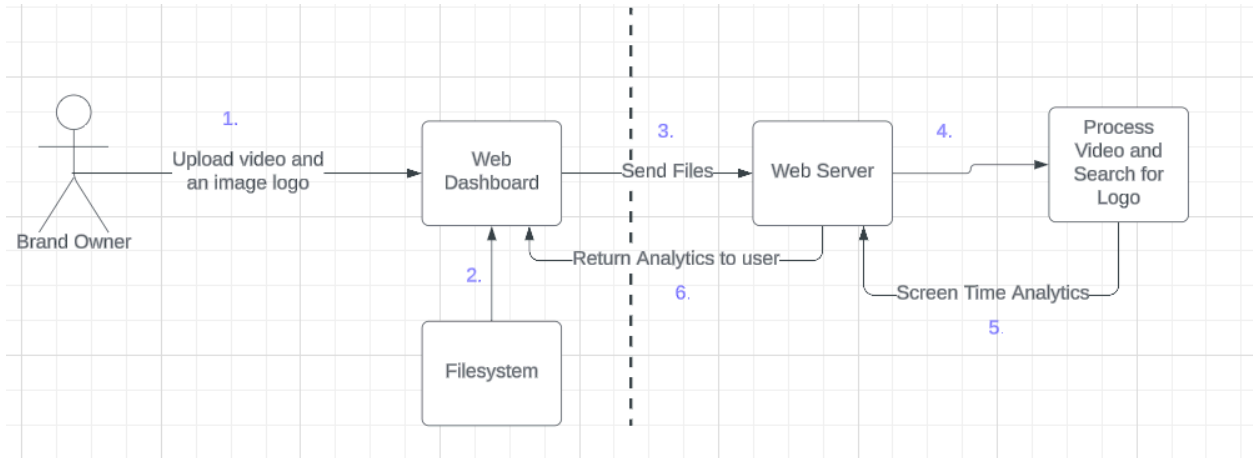 1.
Upload video and
an image logo
Brand Owner
Web
Dashboard
2.
Filesystem
3.
Send Files
Web Server
4.
Process
Video and
Search for
Logo
Screen Time Analytics
5.
Return Analytics to user
6.